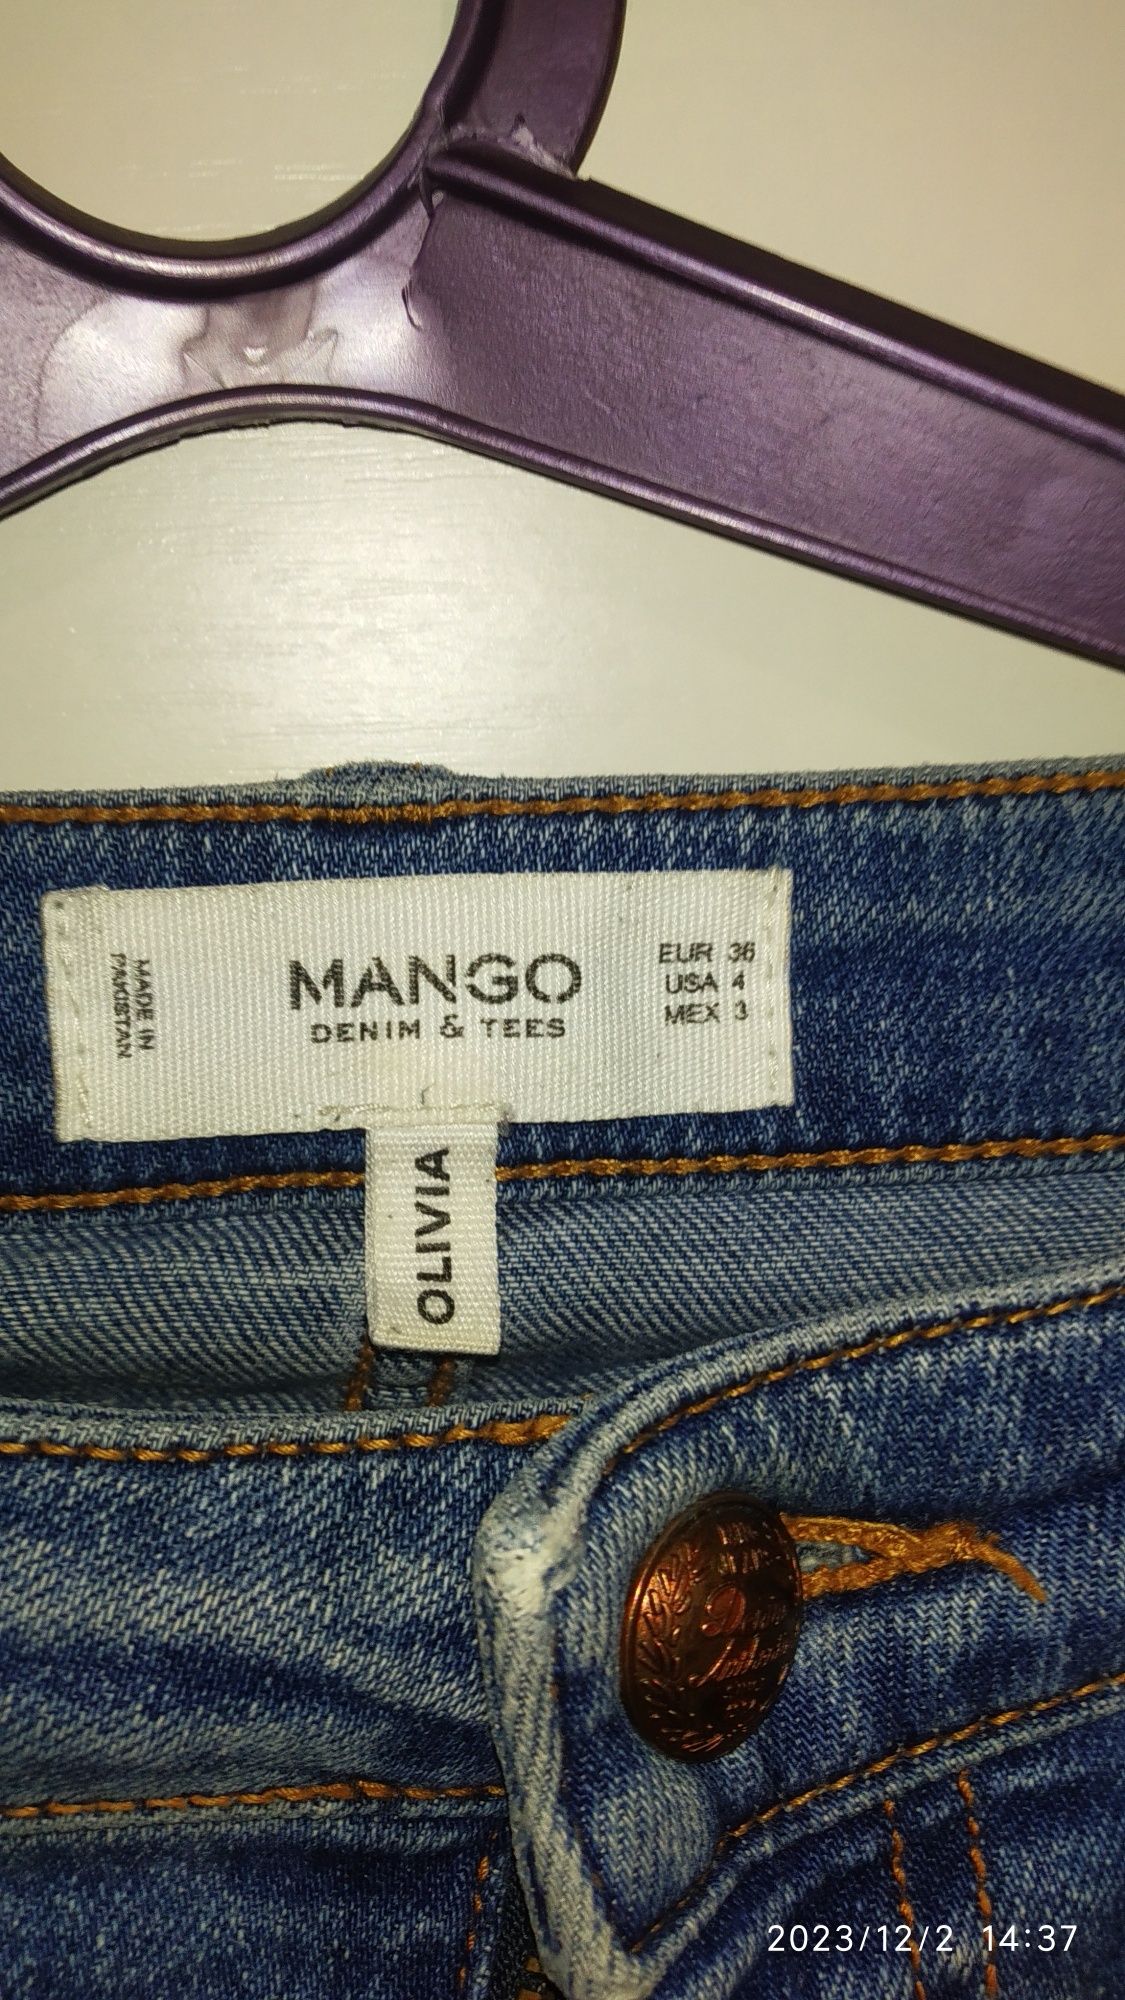 MADE IN
PAKISTAN
MANGO
DENIM & TEES
EUR 36
USA 4
MEX 3
OLIVIA
2023/12/2 14:37